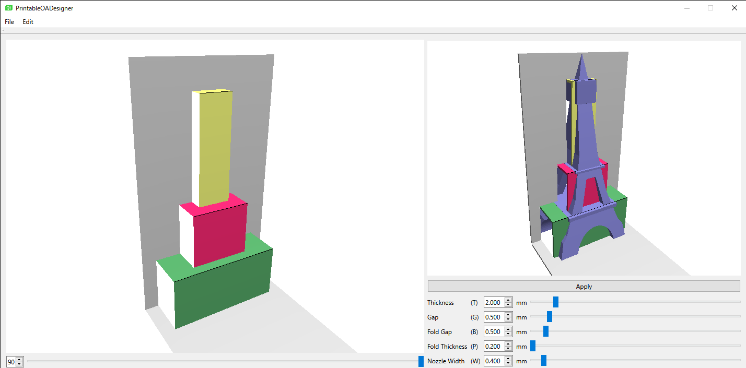 PrintableOADesigner
File Edit
Apply
Thickness (T) 2.000 mm
Gap (G) 0.500 mm
Fold Gap (B) 0.500 mm
Fold Thickness (P) 0.200 mm
90
Nozzle Width (W) 0.400 mm